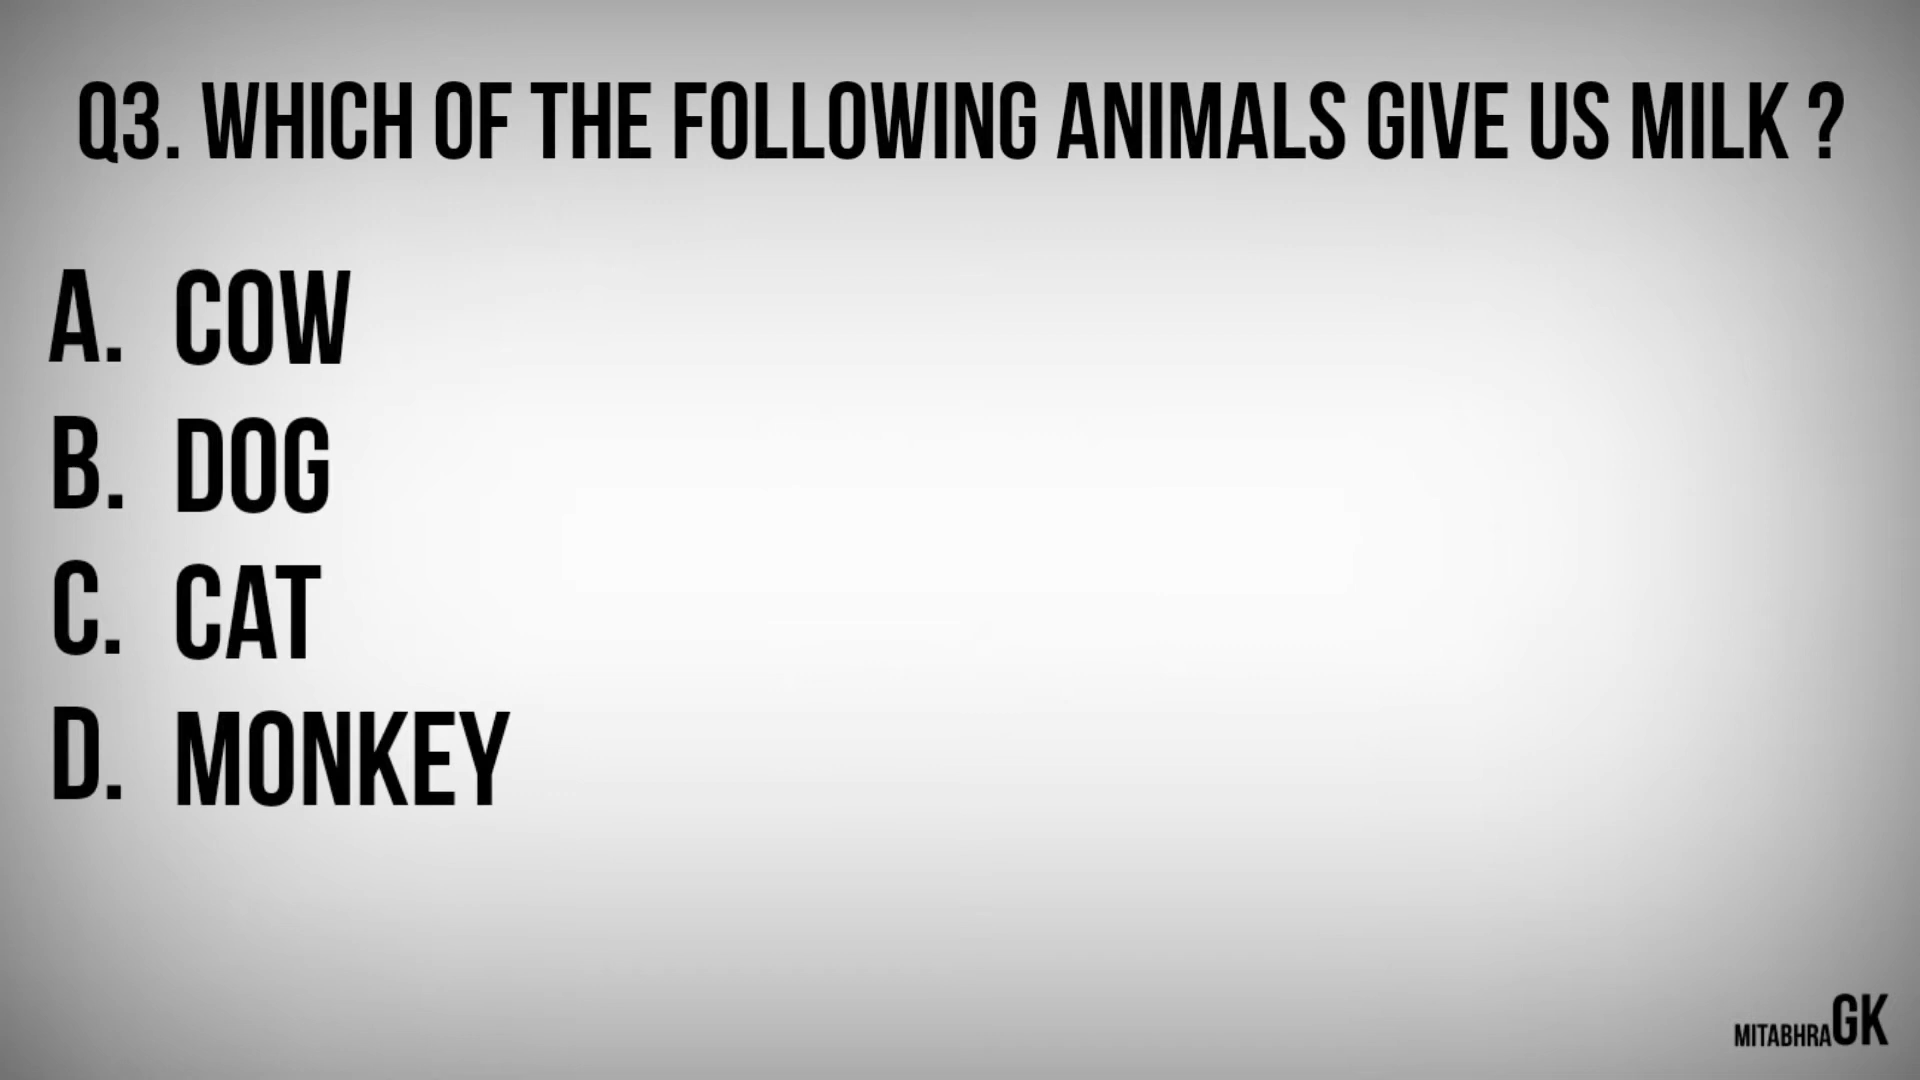 Q3. WHICH OF THE FOLLOWING ANIMALS GIVE US MILK ?
A. COW
B. DOG
C. CAT
D. MONKEY
MITABHRAGK